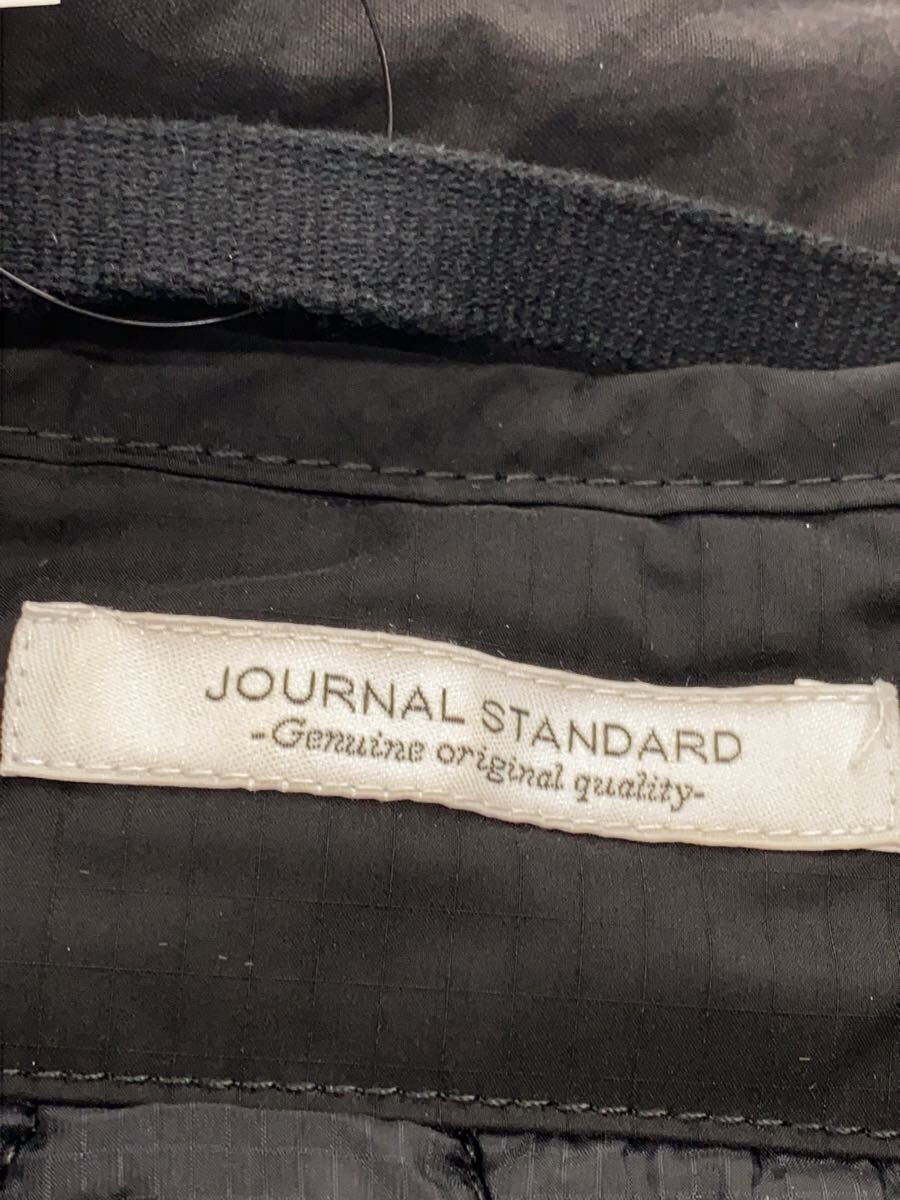 JOURNAL STANDARD
-Genuine original quality-